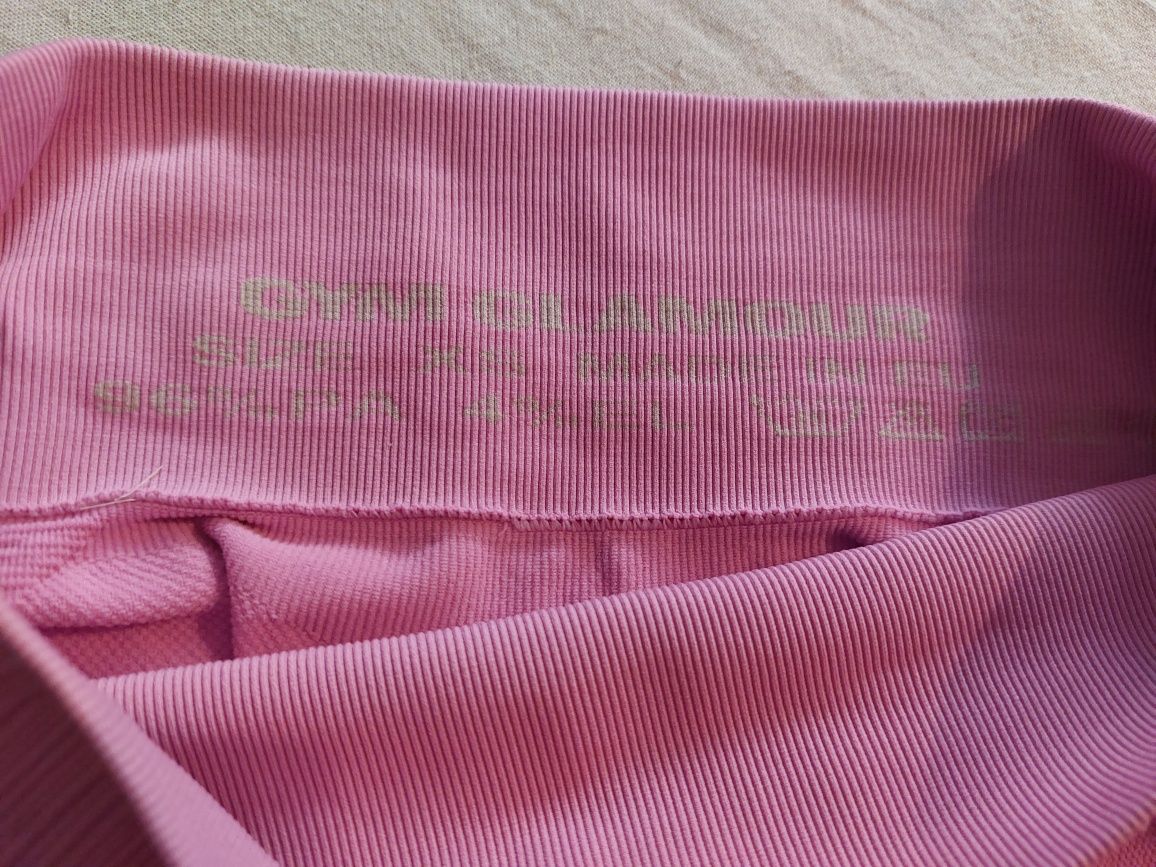 GYM GLAMOUR
SIZE XS MADE IN EU
96%PA 4%EL